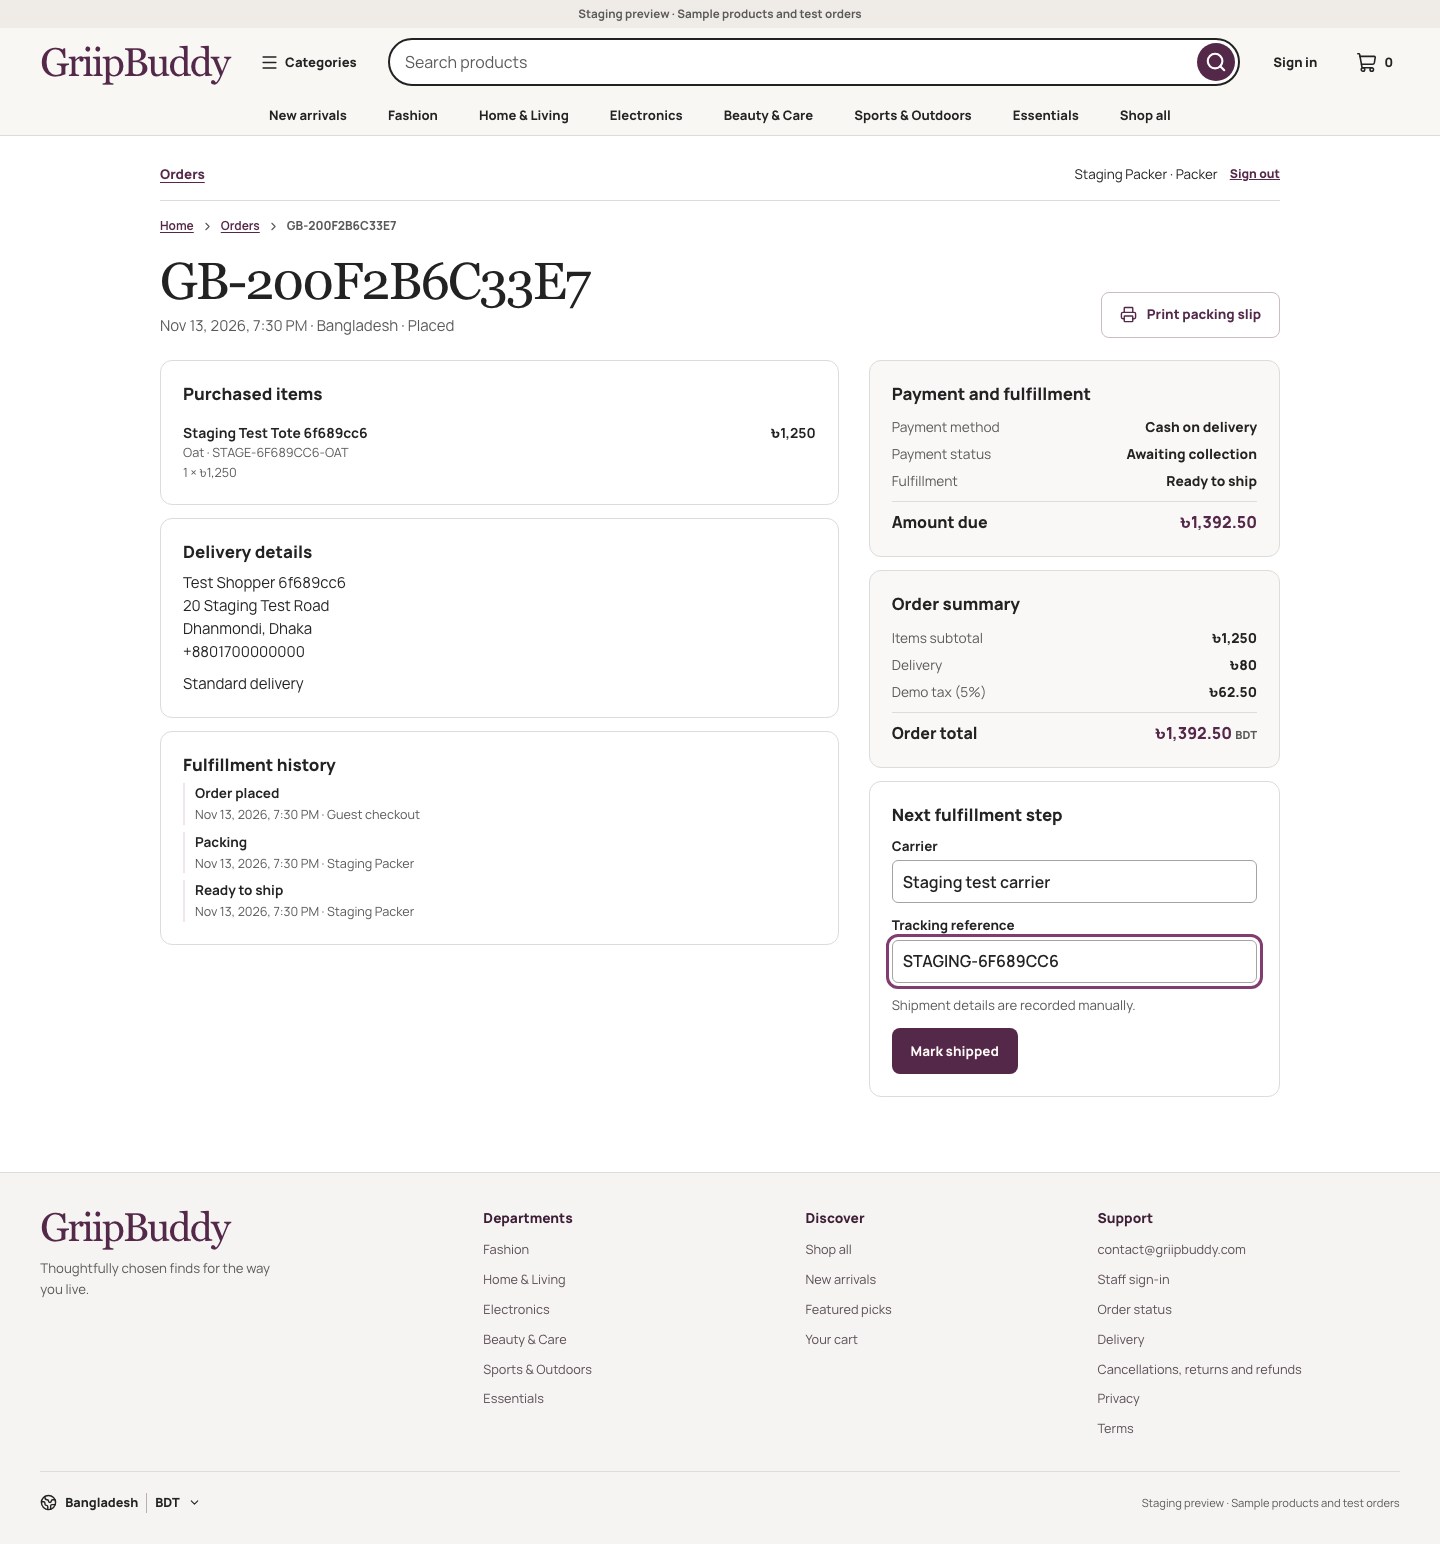 Staging preview · Sample products and test orders
GriipBuddy
Categories
Search products
Sign in
0
New arrivals
Fashion
Home & Living
Electronics
Beauty & Care
Sports & Outdoors
Essentials
Shop all
Orders
Staging Packer · Packer
Sign out
Home > Orders > GB-200F2B6C33E7
GB-200F2B6C33E7
Nov 13, 2026, 7:30 PM · Bangladesh · Placed
Print packing slip
Purchased items
Staging Test Tote 6f689cc6 ৳1,250
Oat · STAGE-6F689CC6-OAT
1 × ৳1,250
Delivery details
Test Shopper 6f689cc6
20 Staging Test Road
Dhanmondi, Dhaka
+8801700000000
Standard delivery
Fulfillment history
Order placed
Nov 13, 2026, 7:30 PM · Guest checkout
Packing
Nov 13, 2026, 7:30 PM · Staging Packer
Ready to ship
Nov 13, 2026, 7:30 PM · Staging Packer
Payment and fulfillment
Payment method Cash on delivery
Payment status Awaiting collection
Fulfillment Ready to ship
Amount due ৳1,392.50
Order summary
Items subtotal ৳1,250
Delivery ৳80
Demo tax (5%) ৳62.50
Order total ৳1,392.50 BDT
Next fulfillment step
Carrier
Staging test carrier
Tracking reference
STAGING-6F689CC6
Shipment details are recorded manually.
Mark shipped
GriipBuddy
Thoughtfully chosen finds for the way
you live.
Departments
Fashion
Home & Living
Electronics
Beauty & Care
Sports & Outdoors
Essentials
Discover
Shop all
New arrivals
Featured picks
Your cart
Support
contact@griipbuddy.com
Staff sign-in
Order status
Delivery
Cancellations, returns and refunds
Privacy
Terms
Bangladesh BDT
Staging preview · Sample products and test orders